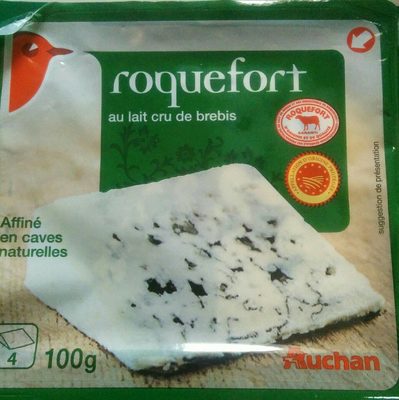 roquefort
au lait cru de brebis
ROQUEFORT
Affiné
en caves
naturelles
suggestion de présentation
4
100g
Auchan